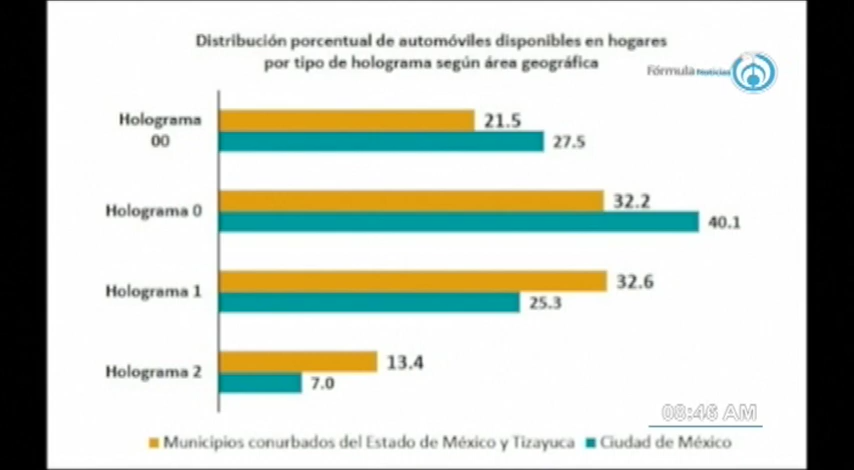 Distribución porcentual de automóviles disponibles en hogares
por tipo de holograma según área geográfica
Fórmula Noticias
Holograma
00
21.5
27.5
Holograma 0
32.2
40.1
Holograma 1
32.6
25.3
Holograma 2
13.4
7.0
08:46 AM
Municipios conurbados del Estado de México y Tizayuca
Ciudad de México